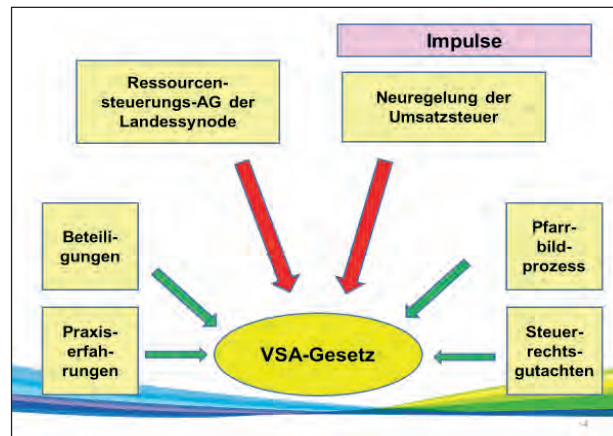 Impulse
Ressourcen-
steuerungs-AG der
Landessynode
Neuregelung der
Umsatzsteuer
Beteili-
gungen
Pfarr-
bild-
prozess
Praxis-
erfah-
rungen
VSA-Gesetz
Steuer-
rechts-
gutachten